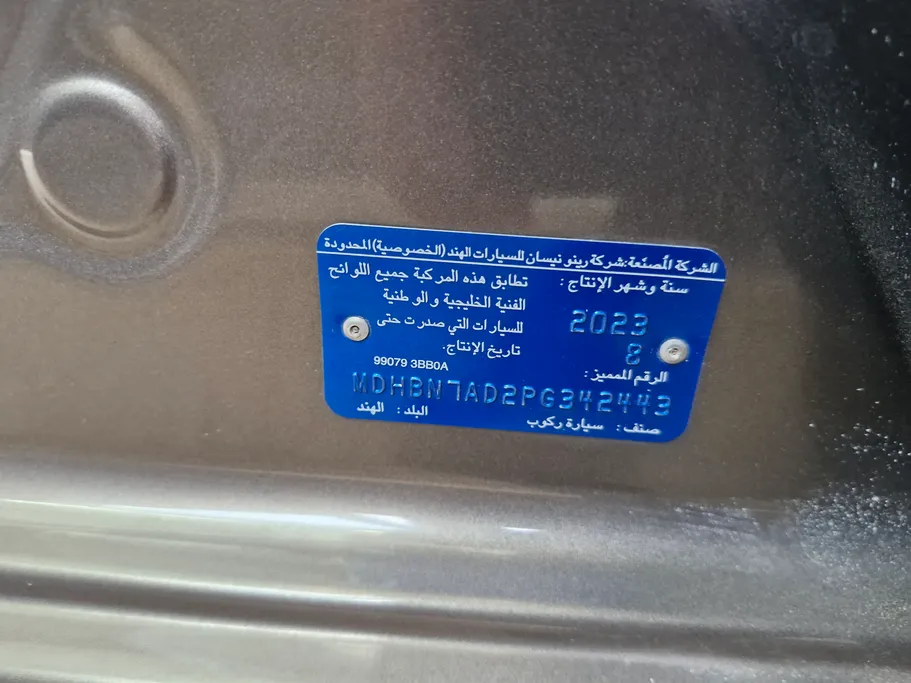 الشركة المصنعة:شركة رينو نيسان للسيارات الهند (الخصوصية) المحدودة
سنة وشهر الإنتاج :
2023
8
تطابق هذه المركبة جميع اللوائح
الفنية الخليجية والوطنية
للسيارات التي صدرت حتى
تاريخ الإنتاج.
الرقم المميز :
99079 3BB0A
MDHBN7AD2PG342443
صنف : سيارة ركوب
البلد : الهند